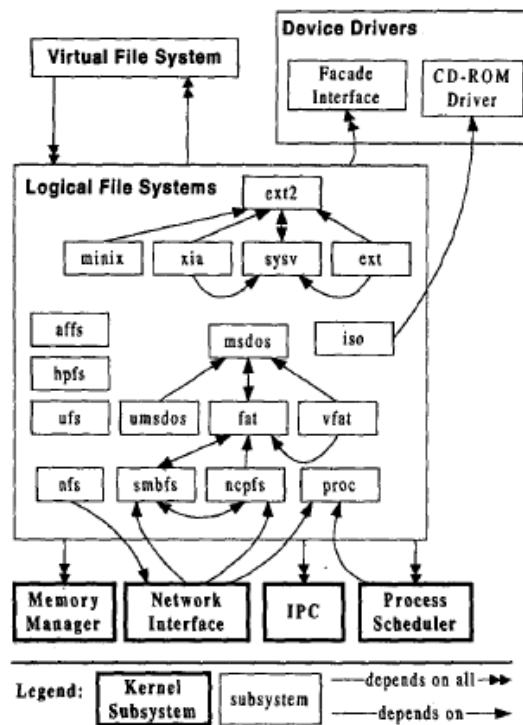 Device Drivers
Virtual File System
Facade
Interface
CD-ROM
Driver
Logical File Systems
ext2
minix
xia
sysv
ext
affs
msdos
iso
hpfs
ufs
umsdos
fat
vfat
nfs
smbfs
ncpfs
proc
Memory
Manager
Network
Interface
IPC
Process
Scheduler
Legend:
Kernel
Subsystem
subsystem
depends on all
depends on